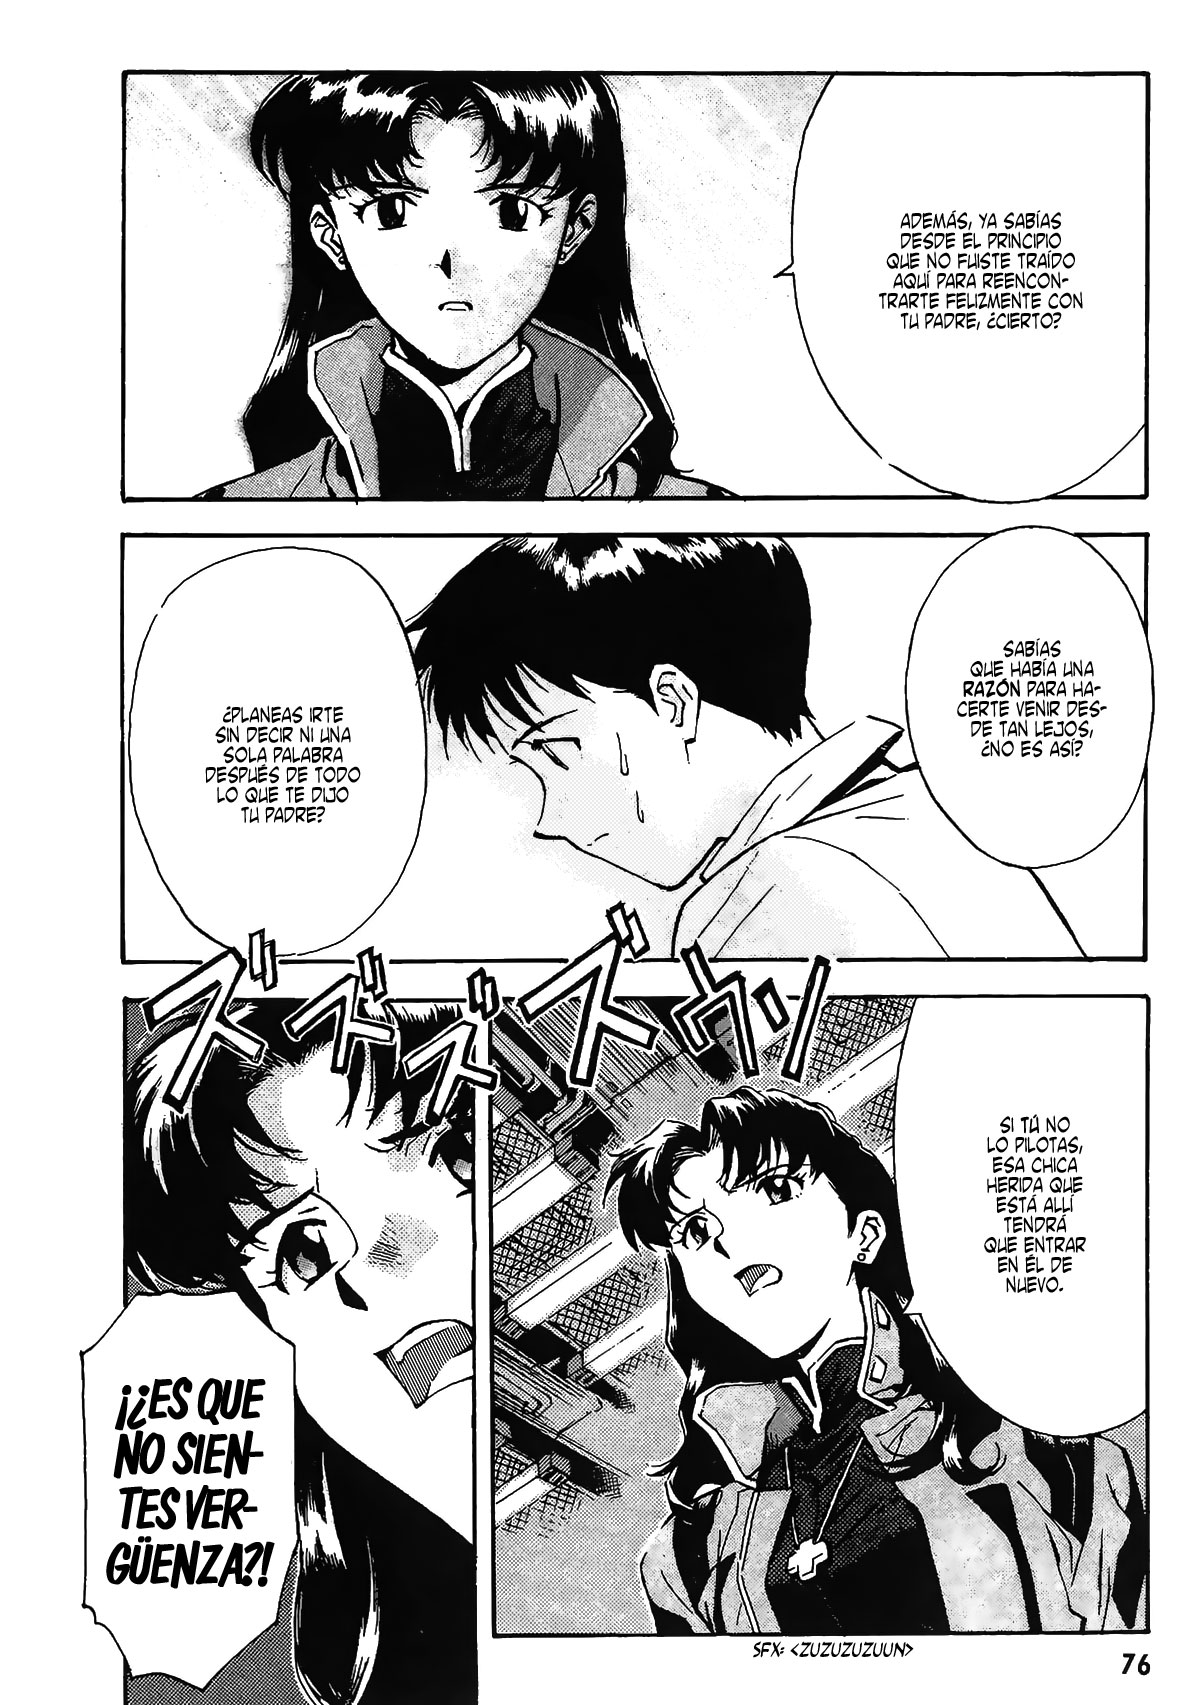 ADEMÁS, YA SABÍAS
DESDE EL PRINCIPIO
QUE NO FUISTE TRAÍDO
AQUÍ PARA REENCON-
TRARTE FELIZMENTE CON
TU PADRE, ¿CIERTO?
SABÍAS
QUE HABÍA UNA
RAZÓN PARA HA-
CERTE VENIR DES-
DE TAN LEJOS,
¿NO ES ASÍ?
¿PLANEAS IRTE
SIN DECIR NI UNA
SOLA PALABRA
DESPUÉS DE TODO
LO QUE TE DIJO
TU PADRE?
ズズズズウゥン
SI TÚ NO
LO PILOTAS,
ESA CHICA
HERIDA QUE
ESTÁ ALLÍ
TENDRÁ
QUE ENTRAR
EN ÉL DE
NUEVO.
¡¿ES QUE
NO SIEN-
TES VER-
GÜENZA?!
SFX: <ZUZUZUZUUN>
76